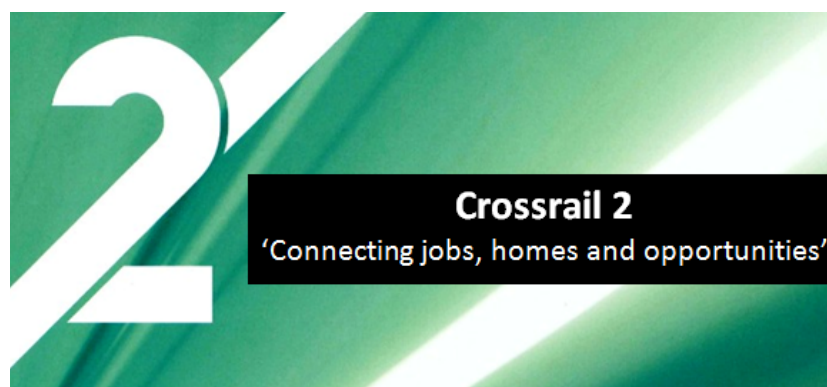 2
Crossrail 2
‘Connecting jobs, homes and opportunities’